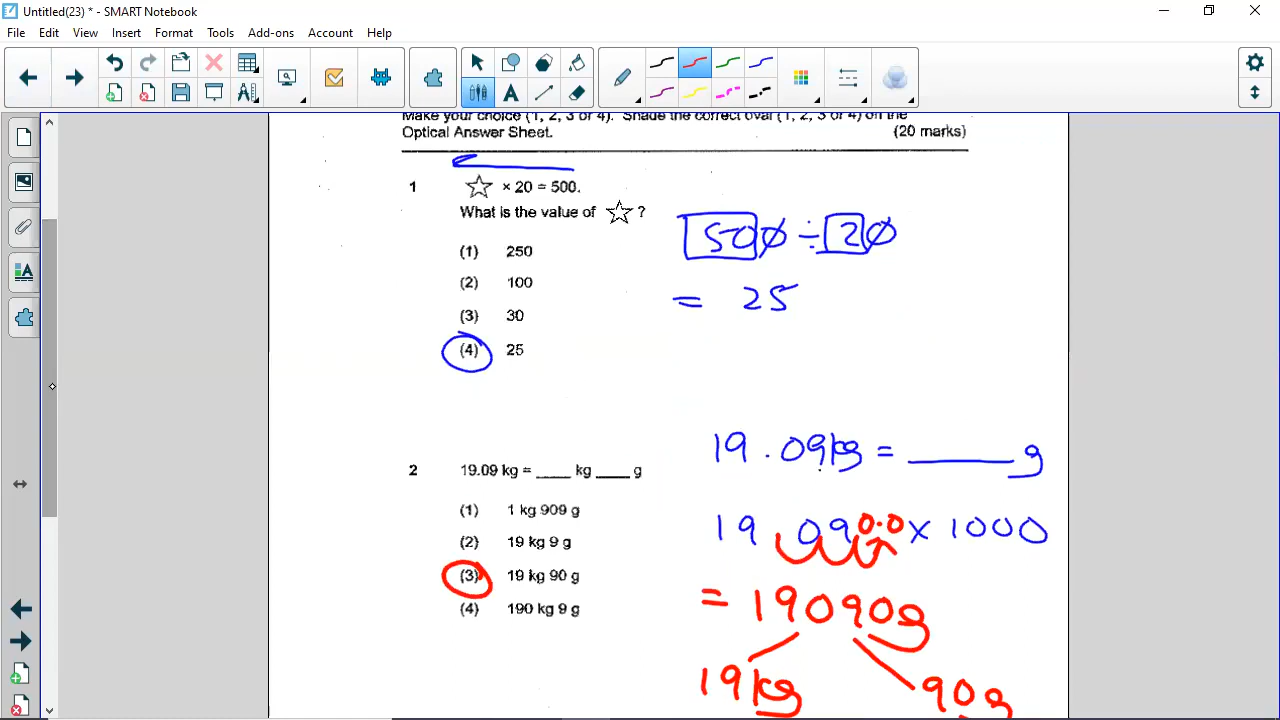 Untitled(23) * - SMART Notebook
File Edit View Insert Format Tools Add-ons Account Help
Make your choice (1, 2, 3 or 4). Shade the correct oval (1, 2, 3 or 4) on the
Optical Answer Sheet. (20 marks)
1 ☆ × 20 = 500.
What is the value of ☆ ?
(1) 250
(2) 100
(3) 30
(4) 25
500 ÷ 20
= 25
2 19.09 kg = ____ kg ____ g
(1) 1 kg 909 g
(2) 19 kg 9 g
(3) 19 kg 90 g
(4) 190 kg 9 g
19.09kg = ____ g
19 090.0 × 1000
= 19090g
19kg 90g